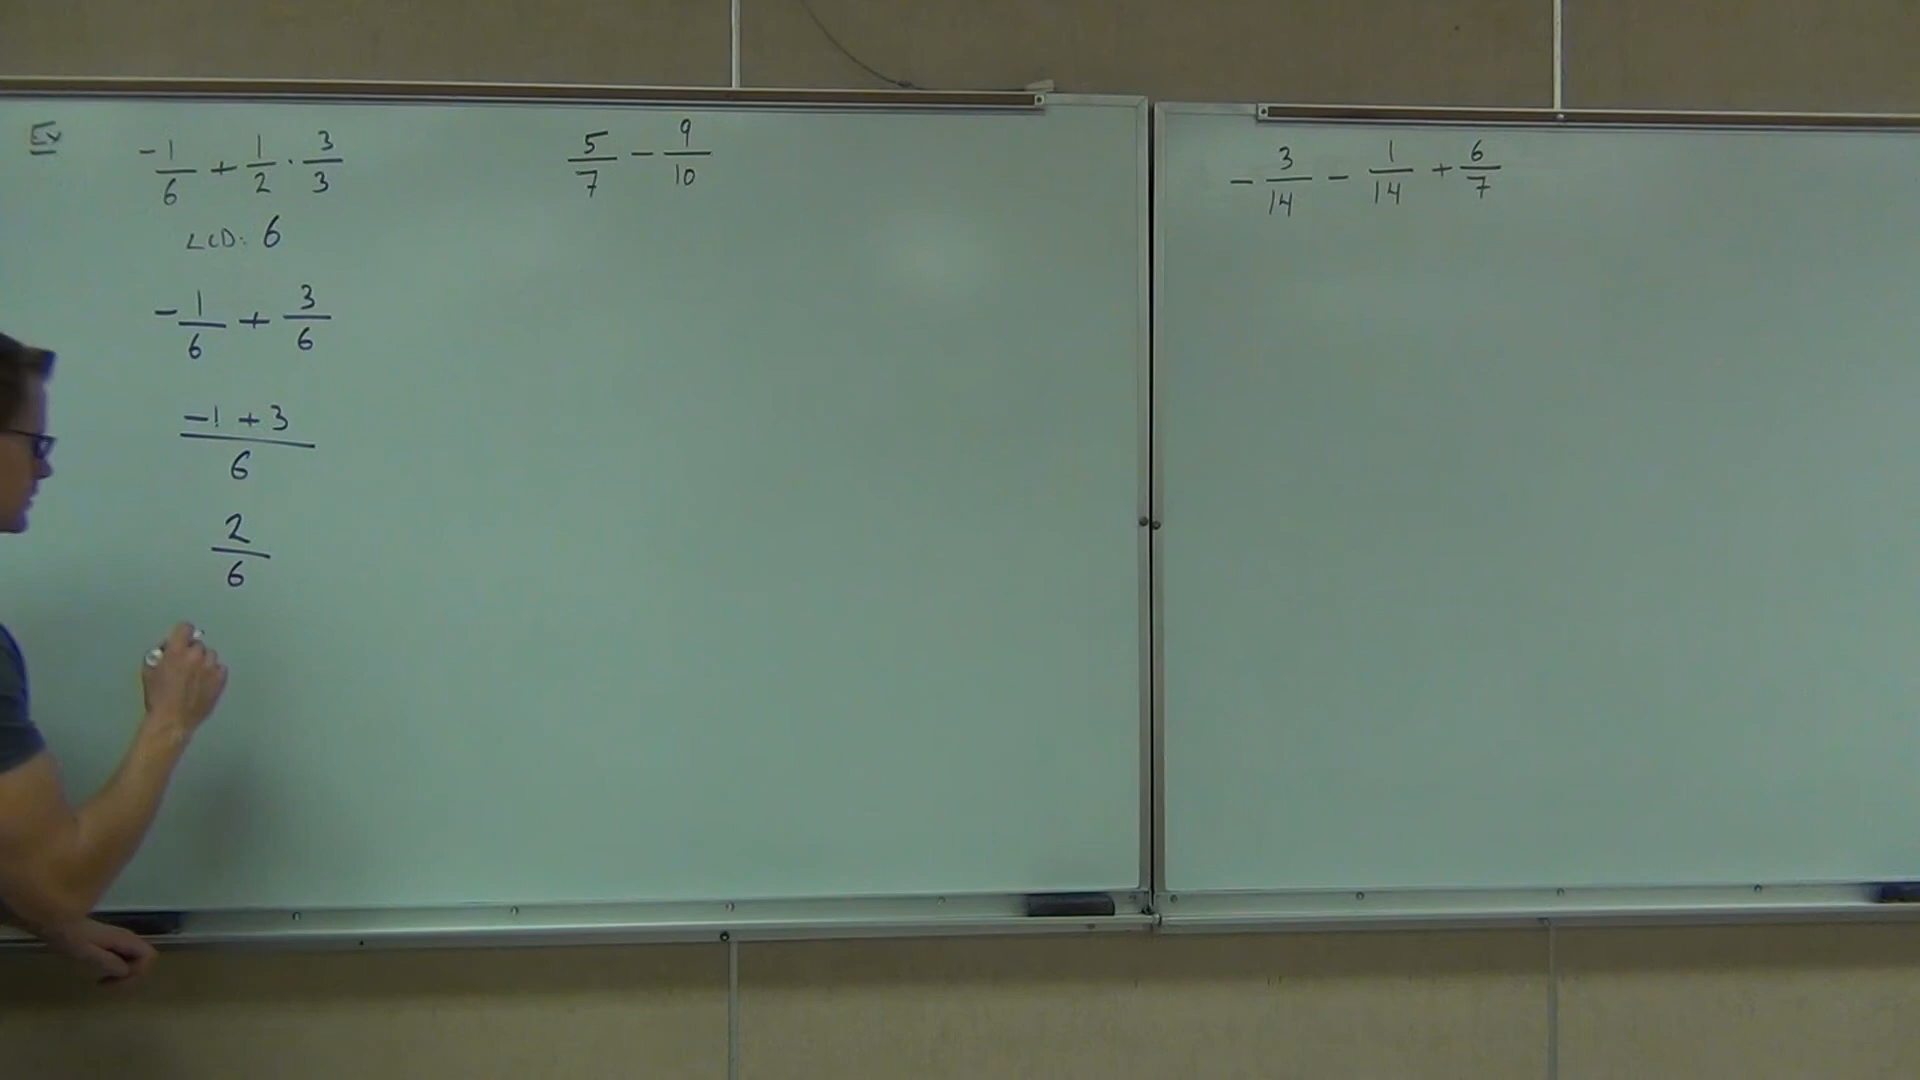 Ex
-1/6 + 1/2 · 3/3
LCD: 6
-1/6 + 3/6
-1 + 3/6
2/6
5/7 - 9/10
- 3/14 - 1/14 + 6/7